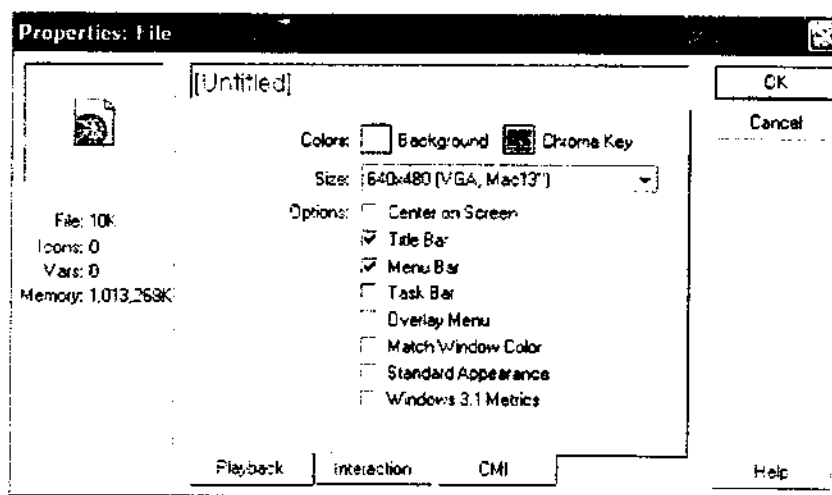 Properties: File
[Untitled]
OK
Cancel
Colors: Background Chroma Key
Size: 640x480 (VGA, Mac13")
Options: Center on Screen
Title Bar
Menu Bar
Task Bar
Overlay Menu
Match Window Color
Standard Appearance
Windows 3.1 Metrics
File: 10K
Icons: 0
Vars: 0
Memory: 1,013,268K
Playback Interaction CMI
Help